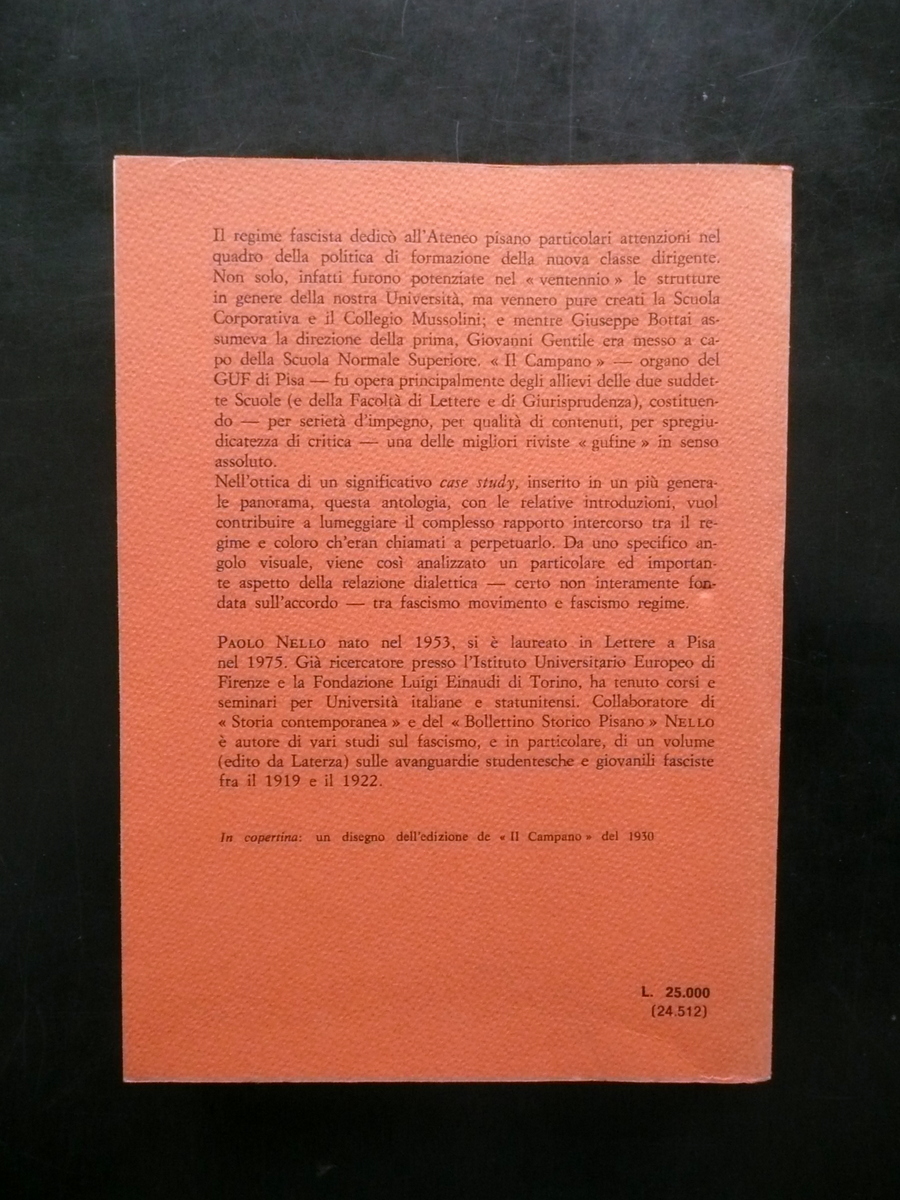 Il regime fascista dedicò all'Ateneo pisano particolari attenzioni nel
quadro della politica di formazione della nuova classe dirigente.
Non solo, infatti furono potenziate nel « ventennio » le strutture
in genere della nostra Università, ma vennero pure creati la Scuola
Corporativa e il Collegio Mussolini; e mentre Giuseppe Bottai as-
sumeva la direzione della prima, Giovanni Gentile era messo a ca-
po della Scuola Normale Superiore. « Il Campano » — organo del
GUF di Pisa — fu opera principalmente degli allievi delle due suddet-
te Scuole (e della Facoltà di Lettere e di Giurisprudenza), costituen-
do — per serietà d'impegno, per qualità di contenuti, per spregiu-
dicatezza di critica — una delle migliori riviste « gufine » in senso
assoluto.
Nell'ottica di un significativo case study, inserito in un più genera-
le panorama, questa antologia, con le relative introduzioni, vuol
contribuire a lumeggiare il complesso rapporto intercorso tra il re-
gime e coloro ch'eran chiamati a perpetuarlo. Da uno specifico an-
golo visuale, viene così analizzato un particolare ed importan-
te aspetto della relazione dialettica — certo non interamente fon-
data sull'accordo — tra fascismo movimento e fascismo regime.
PAOLO NELLO nato nel 1953, si è laureato in Lettere a Pisa
nel 1975. Già ricercatore presso l'Istituto Universitario Europeo di
Firenze e la Fondazione Luigi Einaudi di Torino, ha tenuto corsi e
seminari per Università italiane e statunitensi. Collaboratore di
« Storia contemporanea » e del « Bollettino Storico Pisano » NELLO
è autore di vari studi sul fascismo, e in particolare, di un volume
(edito da Laterza) sulle avanguardie studentesche e giovanili fasciste
fra il 1919 e il 1922.
In copertina: un disegno dell'edizione de « Il Campano » del 1930
L. 25.000
(24.512)